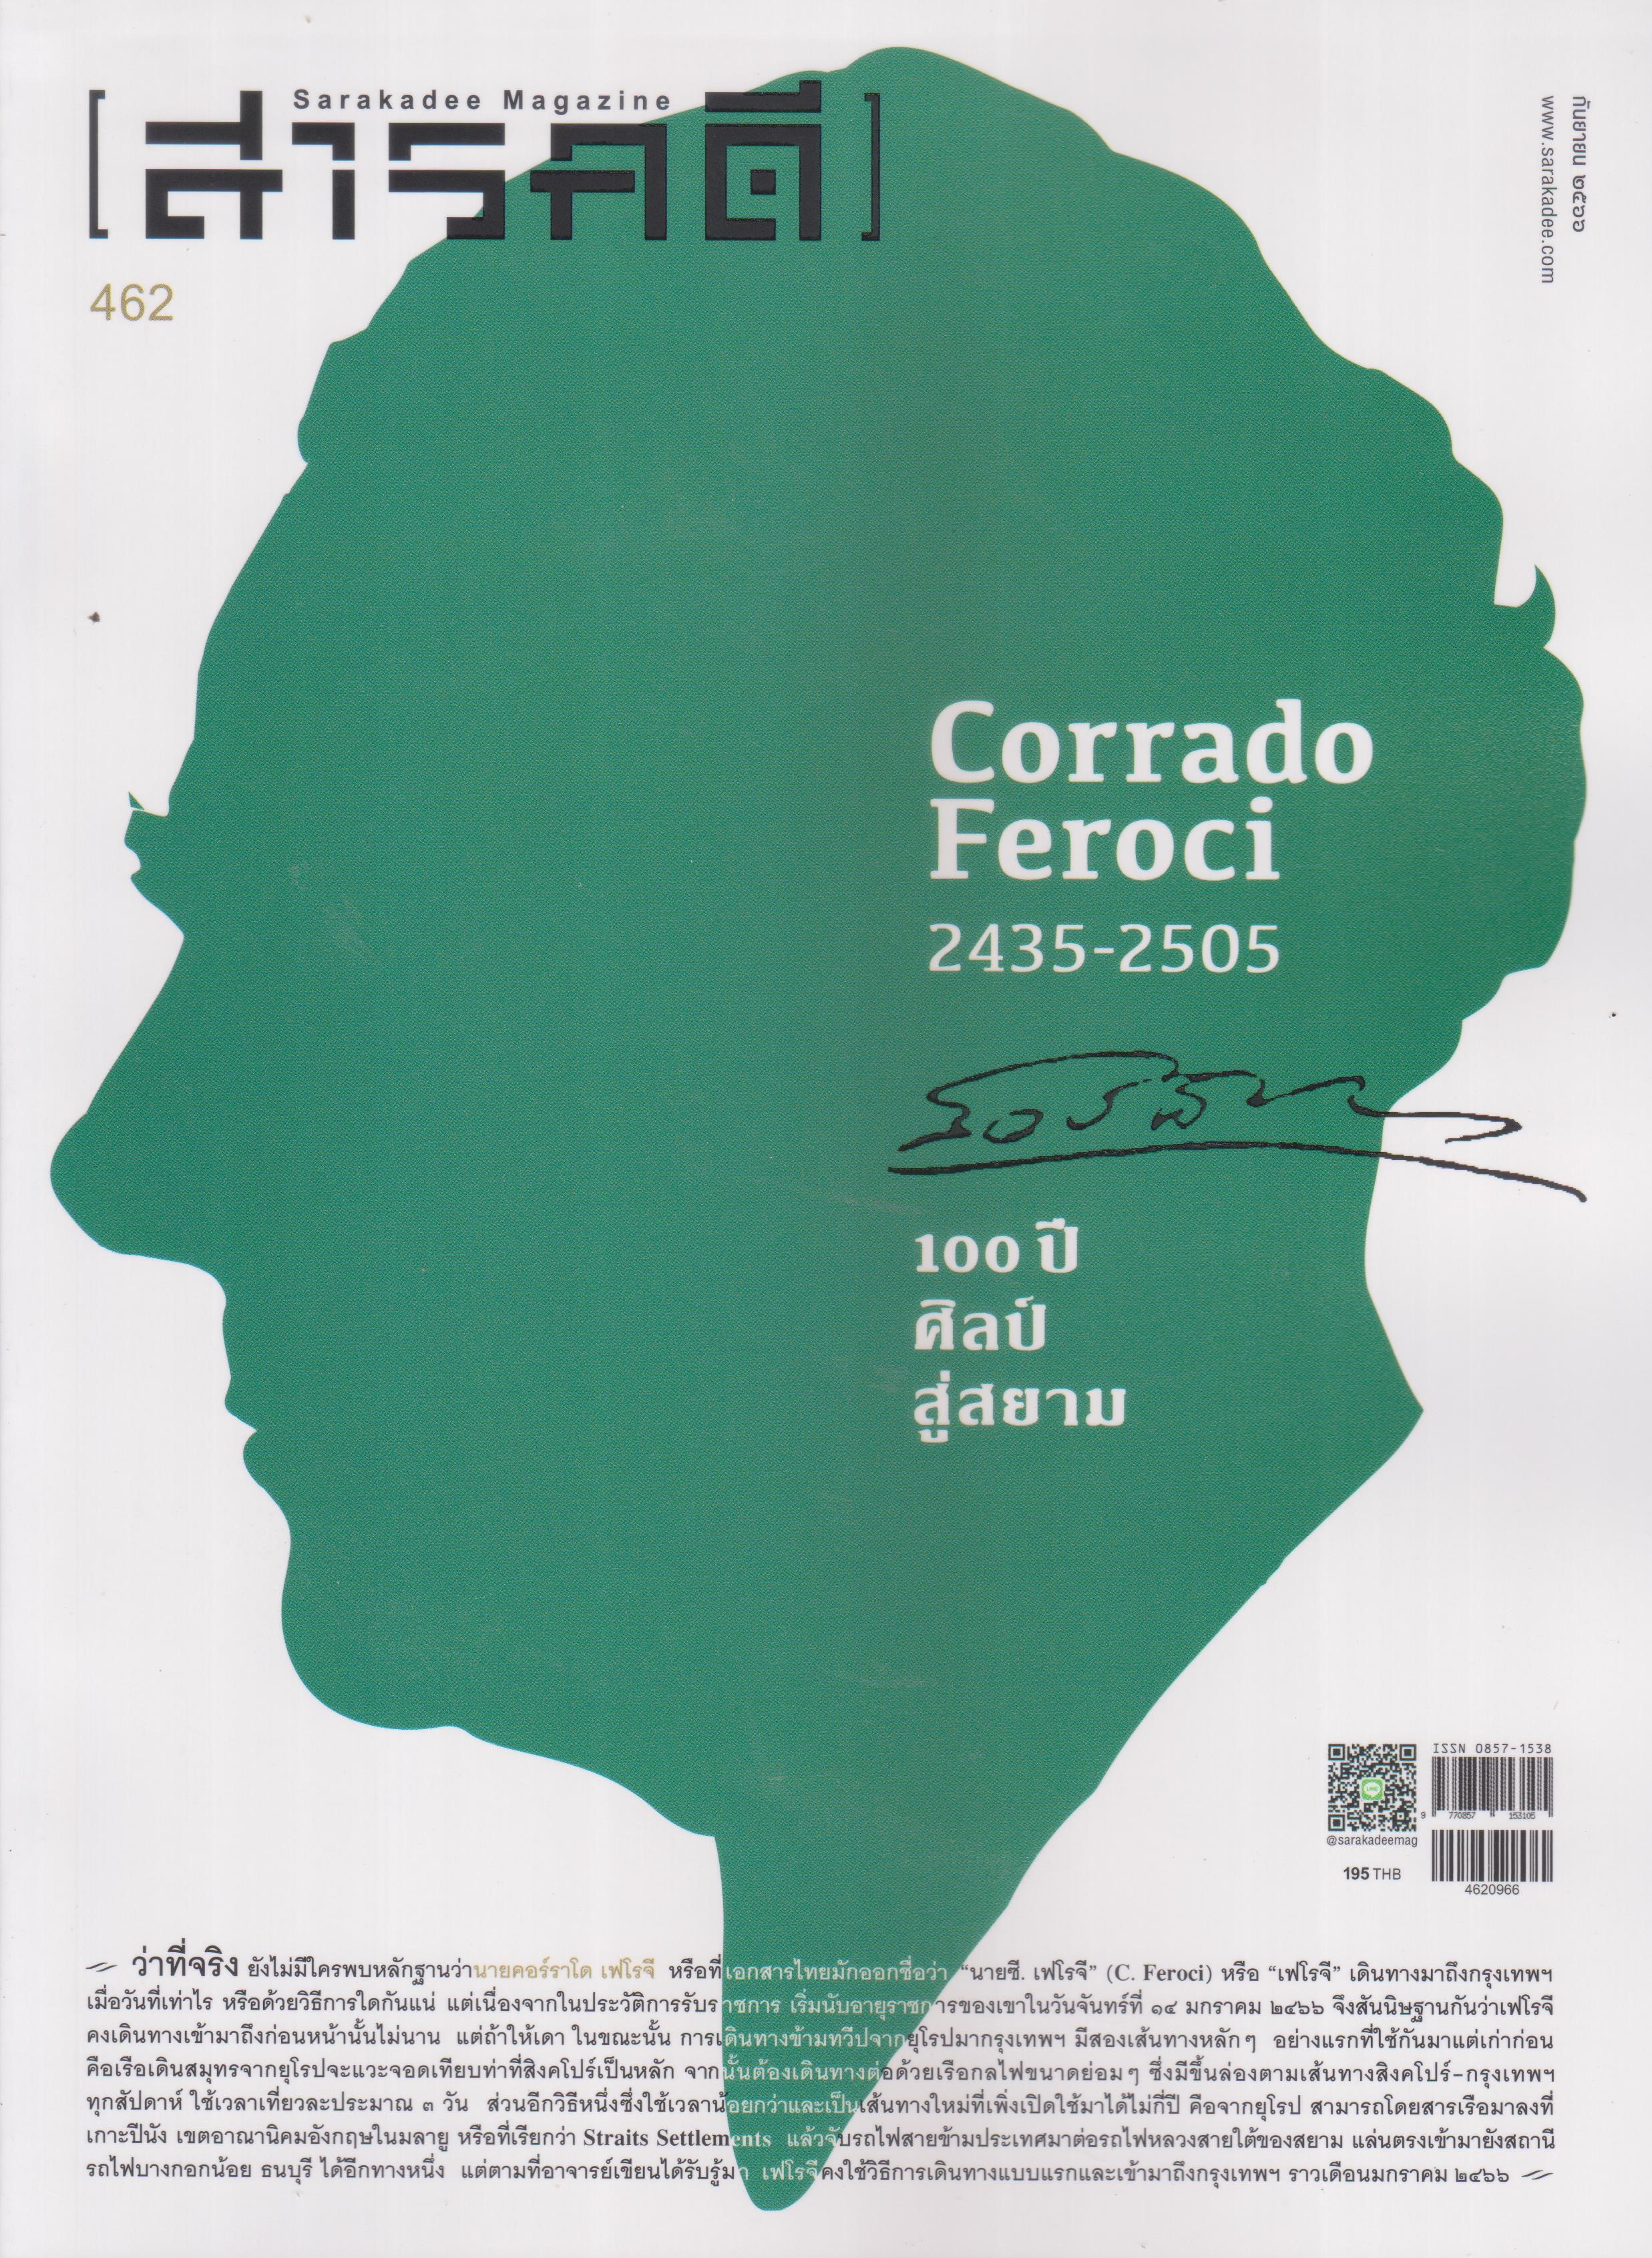 Sarakadee Magazine
[สารคดี]
462
กันยายน ๒๕๖๖
www.sarakadee.com
Corrado
Feroci
2435-2505
100 ปี
ศิลป์
สู่สยาม
ISSN 0857-1538
9 770857 153105
@sarakadeemag
195 THB
4620966
ว่าที่จริง ยังไม่มีใครพบหลักฐานว่านายคอร์ราโด เฟโรจี หรือที่เอกสารไทยมักออกชื่อว่า “นายซี. เฟโรจี” (C. Feroci) หรือ “เฟโรจี” เดินทางมาถึงกรุงเทพฯ
เมื่อวันที่เท่าไร หรือด้วยวิธีการใดกันแน่ แต่เนื่องจากในประวัติการรับราชการ เริ่มนับอายุราชการของเขาในวันจันทร์ที่ ๑๔ มกราคม ๒๔๖๖ จึงสันนิษฐานกันว่าเฟโรจี
คงเดินทางเข้ามาถึงก่อนหน้านั้นไม่นาน แต่ถ้าให้เดา ในขณะนั้น การเดินทางข้ามทวีปจากยุโรปมากรุงเทพฯ มีสองเส้นทางหลักๆ อย่างแรกที่ใช้กันมาแต่เก่าก่อน
คือเรือเดินสมุทรจากยุโรปจะแวะจอดเทียบท่าที่สิงคโปร์เป็นหลัก จากนั้นต้องเดินทางต่อด้วยเรือกลไฟขนาดย่อมๆ ซึ่งมีขึ้นล่องตามเส้นทางสิงคโปร์-กรุงเทพฯ
ทุกสัปดาห์ ใช้เวลาเที่ยวละประมาณ ๓ วัน ส่วนอีกวิธีหนึ่งซึ่งใช้เวลาน้อยกว่าและเป็นเส้นทางใหม่ที่เพิ่งเปิดใช้มาได้ไม่กี่ปี คือจากยุโรป สามารถโดยสารเรือมาลงที่
เกาะปีนัง เขตอาณานิคมอังกฤษในมลายู หรือที่เรียกว่า Straits Settlements แล้วจับรถไฟสายข้ามประเทศมาต่อรถไฟหลวงสายใต้ของสยาม แล่นตรงเข้ามายังสถานี
รถไฟบางกอกน้อย ธนบุรี ได้อีกทางหนึ่ง แต่ตามที่อาจารย์เขียนได้รับรู้มา เฟโรจีคงใช้วิธีการเดินทางแบบแรกและเข้ามาถึงกรุงเทพฯ ราวเดือนมกราคม ๒๔๖๖